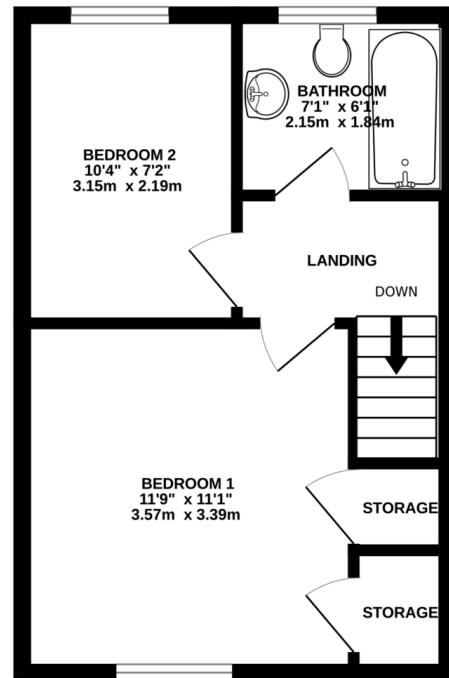 BATHROOM
7'1" x 6'1"
2.15m x 1.84m
BEDROOM 2
10'4" x 7'2"
3.15m x 2.19m
LANDING
DOWN
BEDROOM 1
11'9" x 11'1"
3.57m x 3.39m
STORAGE
STORAGE